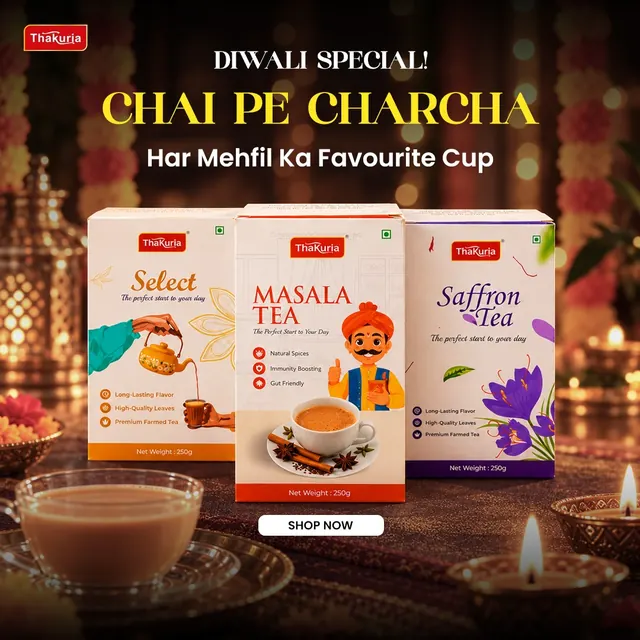 Thakuria
DIWALI SPECIAL!
CHAI PE CHARCHA
Har Mehfil Ka Favourite Cup
Thakuria
Select
The perfect start to your day
Long-Lasting Flavor
High-Quality Leaves
Premium Farmed Tea
Net Weight : 250g
Thakuria
MASALA
TEA
The Perfect Start to Your Day
Natural Spices
Immunity Boosting
Gut Friendly
Net Weight : 250g
Thakuria
Saffron
Tea
The perfect start to your day
Long-Lasting Flavor
High-Quality Leaves
Premium Farmed Tea
Net Weight : 250g
SHOP NOW